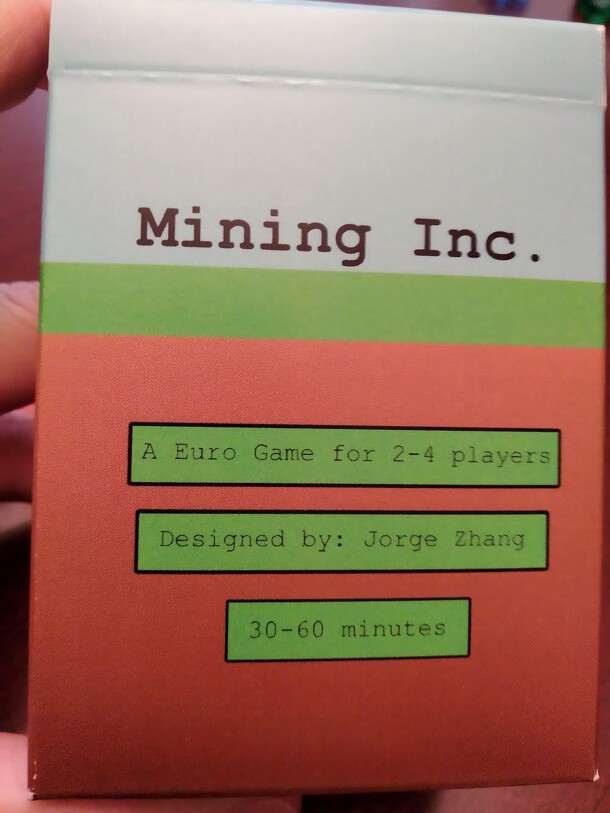 Mining Inc.
A Euro Game for 2-4 players
Designed by: Jorge Zhang
30-60 minutes